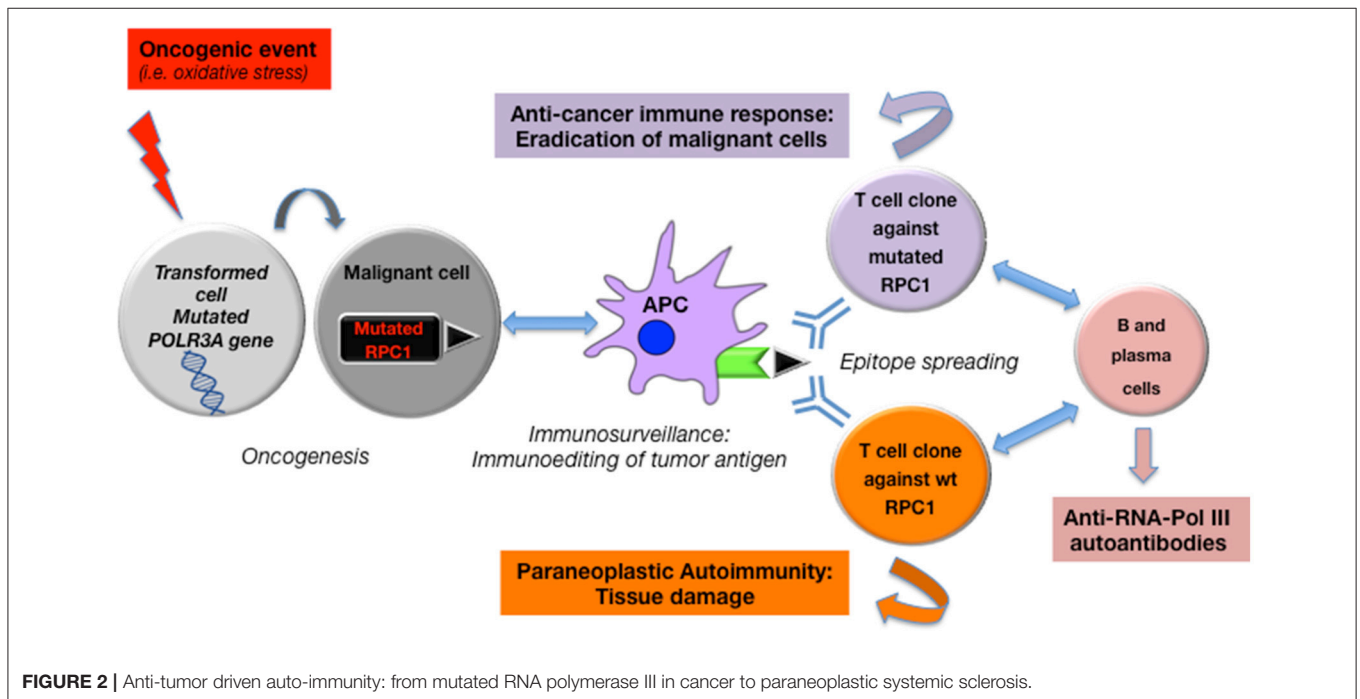 Oncogenic event
(i.e. oxidative stress)
Anti-cancer immune response:
Eradication of malignant cells
T cell clone
against
mutated
RPC1
Transformed
cell
Mutated
POLR3A gene
Malignant cell
Mutated
RPC1
APC
B and
plasma
cells
Epitope spreading
Oncogenesis
Immunosurveillance:
Immunoediting of tumor antigen
T cell clone
against wt
RPC1
Anti-RNA-Pol III
autoantibodies
Paraneoplastic Autoimmunity:
Tissue damage
FIGURE 2 | Anti-tumor driven auto-immunity: from mutated RNA polymerase III in cancer to paraneoplastic systemic sclerosis.